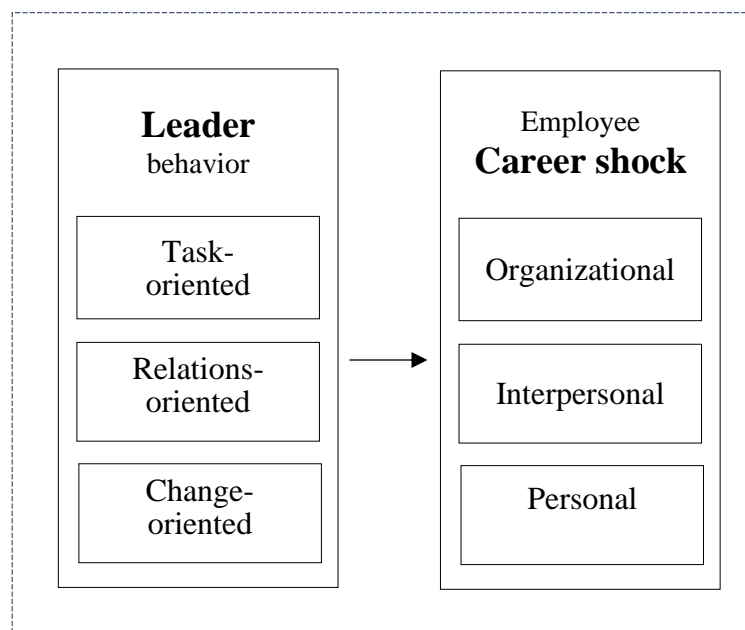 Leader
behavior
Task-
oriented
Relations-
oriented
Change-
oriented
Employee
Career shock
Organizational
Interpersonal
Personal